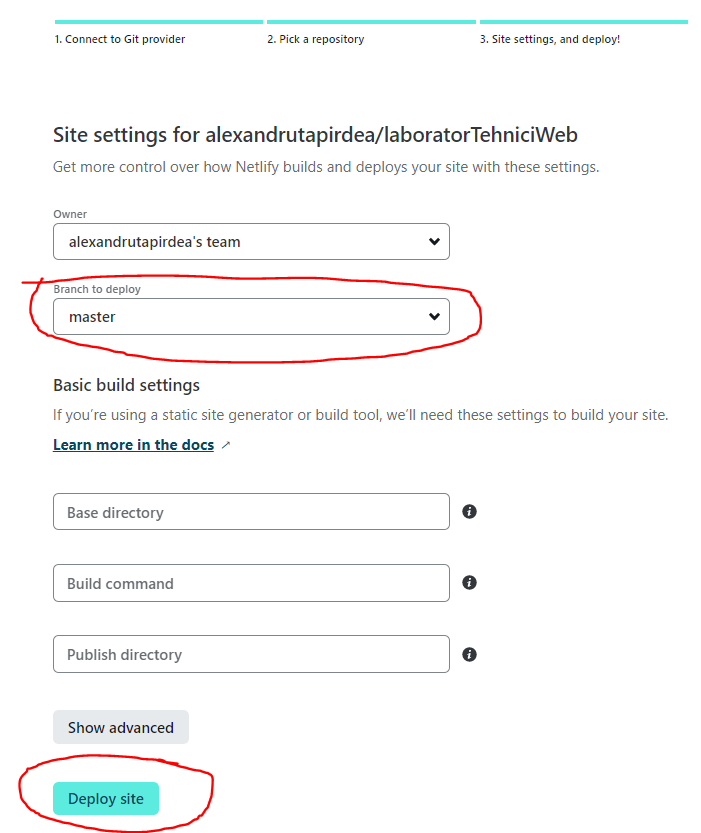 1. Connect to Git provider
2. Pick a repository
3. Site settings, and deploy!
Site settings for alexandrutapirdea/laboratorTehniciWeb
Get more control over how Netlify builds and deploys your site with these settings.
Owner
alexandrutapirdea's team
Branch to deploy
master
Basic build settings
If you’re using a static site generator or build tool, we’ll need these settings to build your site.
Learn more in the docs ↗
Base directory
Build command
Publish directory
Show advanced
Deploy site